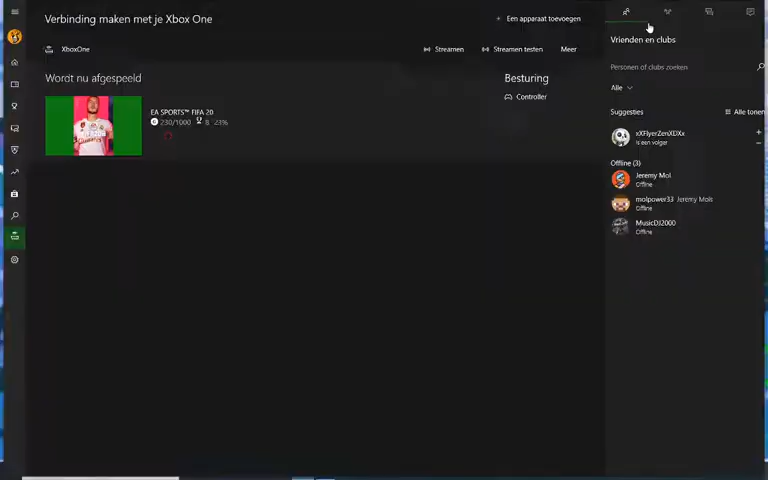 Verbinding maken met je Xbox One
+ Een apparaat toevoegen
XboxOne
Streamen
Streamen testen
Meer
Wordt nu afgespeeld
EA SPORTS™ FIFA 20
G 230/1000 8 23%
Besturing
Controller
Vrienden en clubs
Personen of clubs zoeken
Alle
Suggesties
Alle tonen
xXFlyerZenXDXx
Is een volger
Offline (3)
Jeremy Mol
Offline
molpower33 Jeremy Mols
Offline
MusicDJ2000
Offline